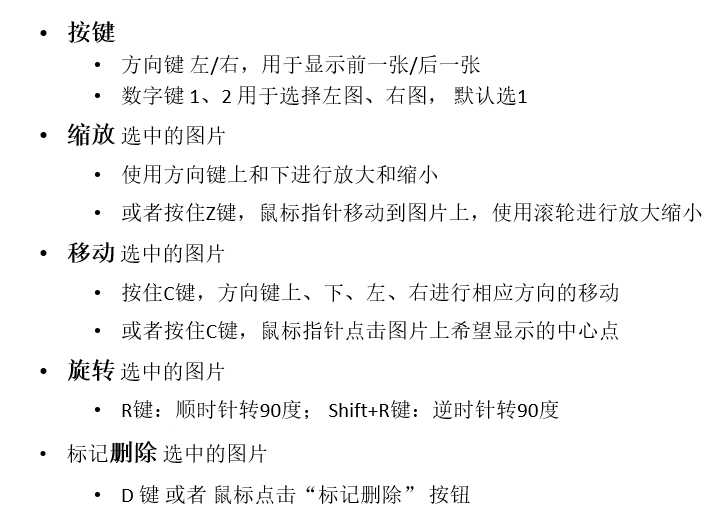 • 按键
• 方向键 左/右，用于显示前一张/后一张
• 数字键 1、2 用于选择左图、右图， 默认选1
• 缩放 选中的图片
• 使用方向键上和下进行放大和缩小
• 或者按住Z键，鼠标指针移动到图片上，使用滚轮进行放大缩小
• 移动 选中的图片
• 按住C键，方向键上、下、左、右进行相应方向的移动
• 或者按住C键，鼠标指针点击图片上希望显示的中心点
• 旋转 选中的图片
• R键：顺时针转90度； Shift+R键：逆时针转90度
• 标记删除 选中的图片
• D 键 或者 鼠标点击“标记删除” 按钮